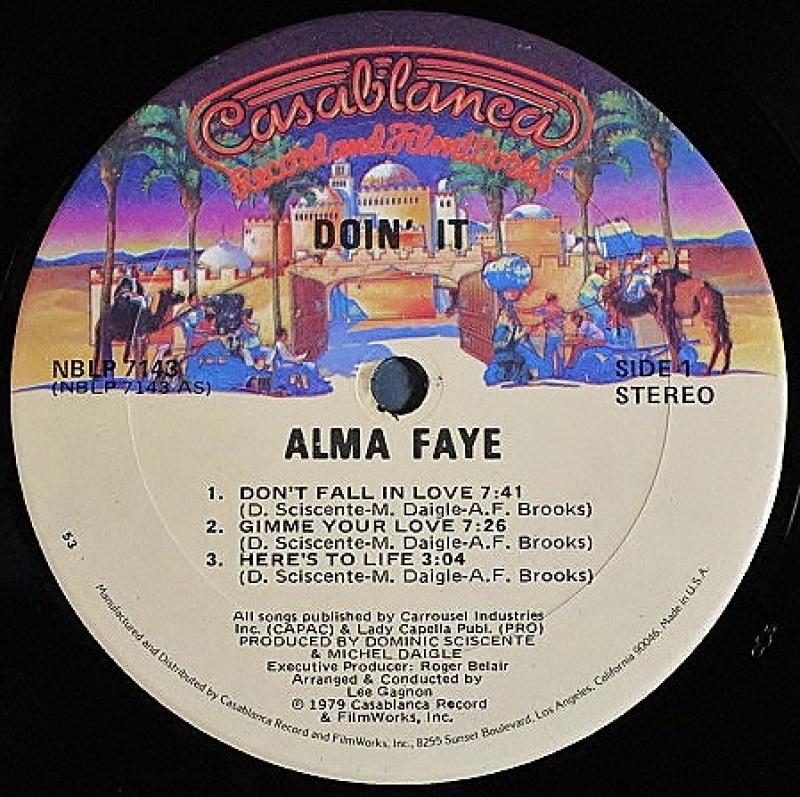 Casablanca
Record and FilmWorks
DOIN' IT
NBLP 7143
(NBLP 7143 AS)
SIDE 1
STEREO
ALMA FAYE
1. DON'T FALL IN LOVE 7:41
(D. Sciscente-M. Daigle-A.F. Brooks)
2. GIMME YOUR LOVE 7:26
(D. Sciscente-M. Daigle-A.F. Brooks)
3. HERE'S TO LIFE 3:04
(D. Sciscente-M. Daigle-A.F. Brooks)
53
All songs published by Carrousel Industries
Inc. (CAPAC) & Lady Capella Publ. (PRO)
PRODUCED BY DOMINIC SCISCENTE
& MICHEL DAIGLE
Executive Producer: Roger Belair
Arranged & Conducted by
Lee Gagnon
℗ 1979 Casablanca Record
& FilmWorks, Inc.
Manufactured and Distributed by Casablanca Record and FilmWorks, Inc., 8255 Sunset Boulevard, Los Angeles, California 90046. Made in U.S.A.